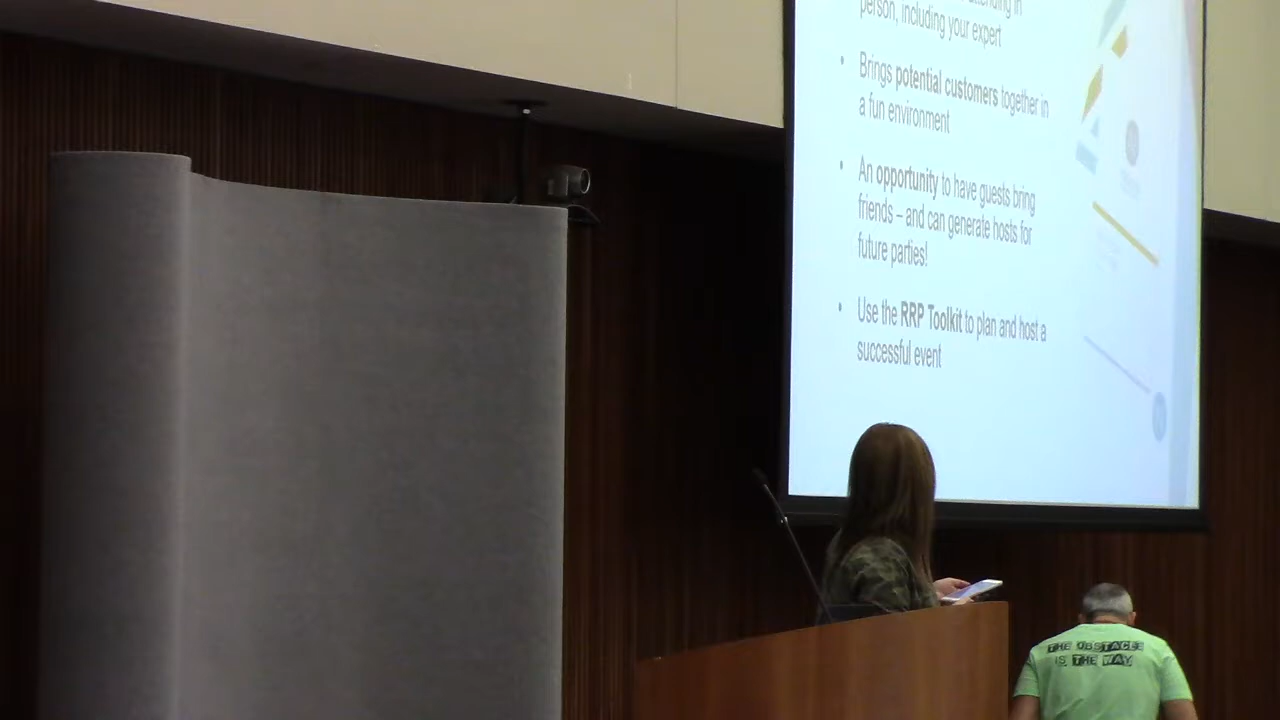 attending in
person, including your expert
• Brings potential customers together in
a fun environment
• An opportunity to have guests bring
friends – and can generate hosts for
future parties!
• Use the RRP Toolkit to plan and host a
successful event
THE OBSTACLE
IS THE WAY